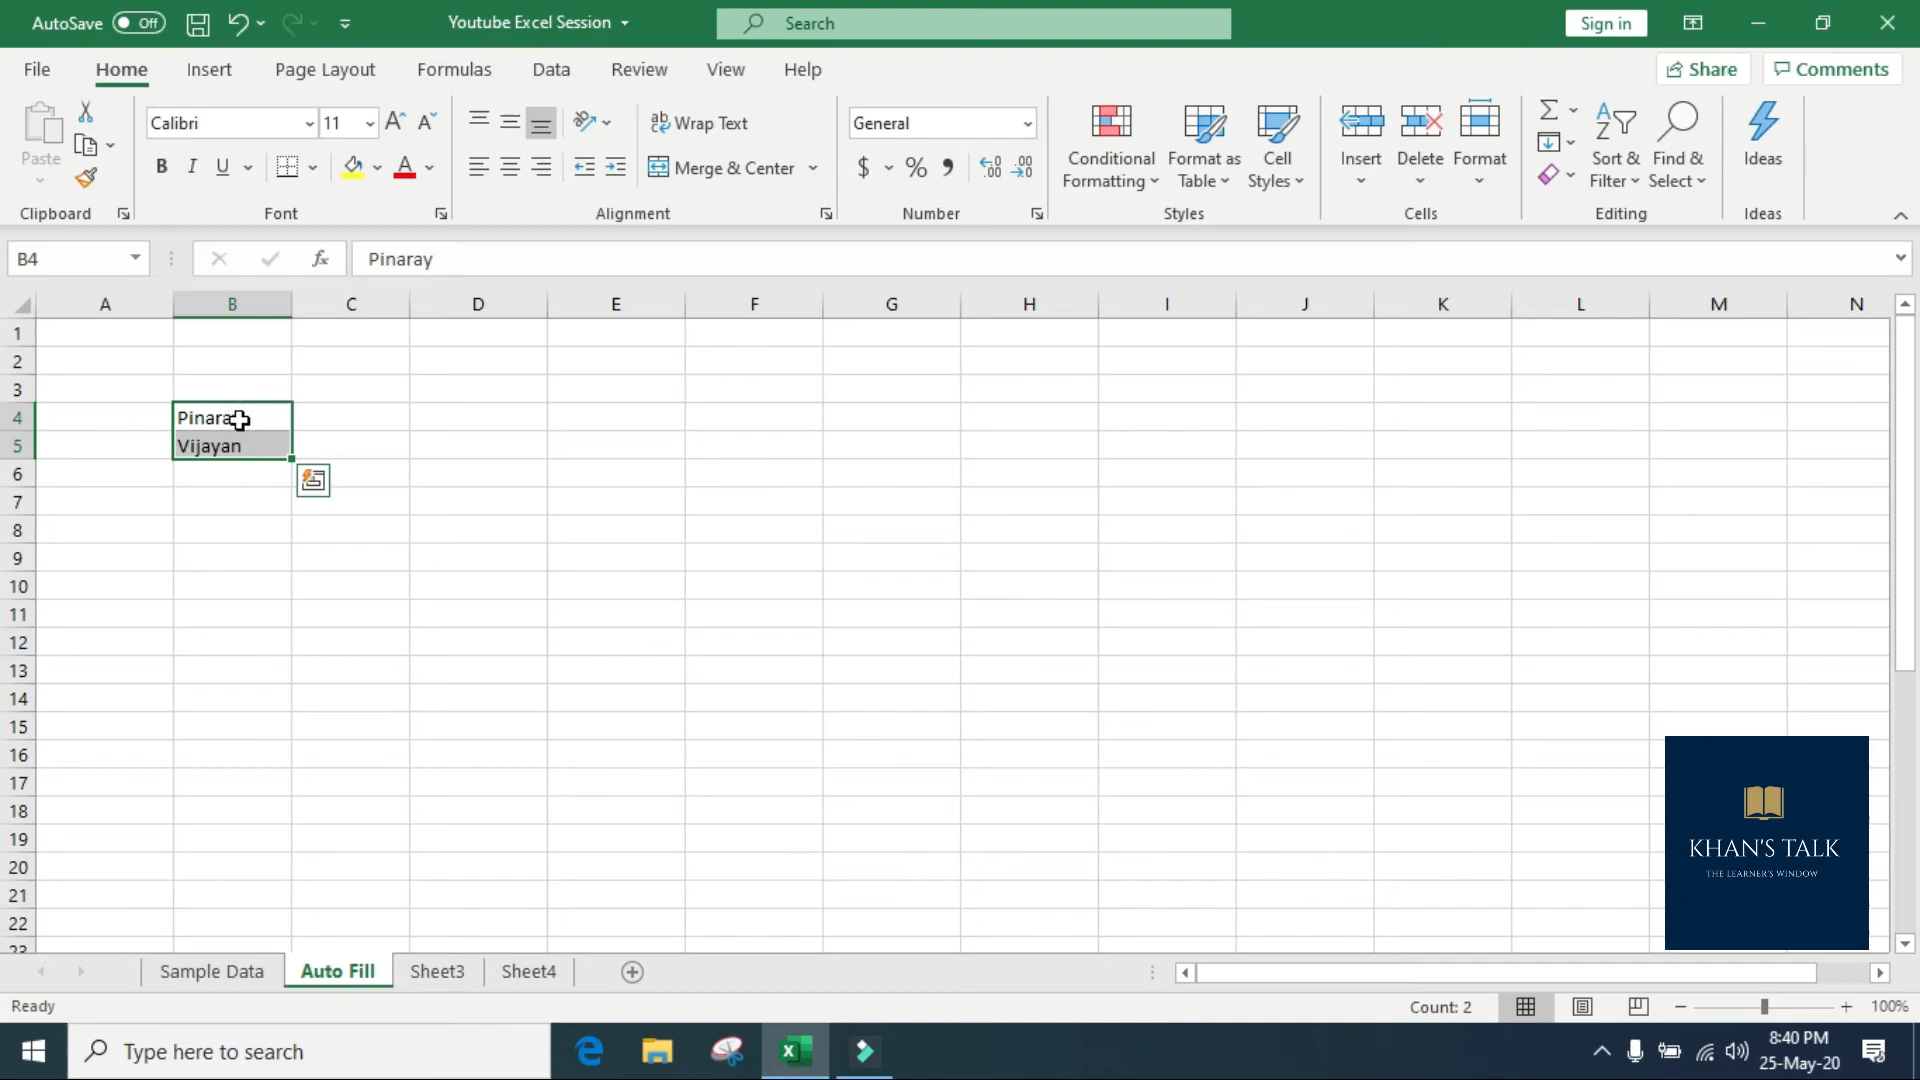 AutoSave Off Youtube Excel Session Search Sign in
File Home Insert Page Layout Formulas Data Review View Help Share Comments
Paste
Clipboard
Calibri 11
B I U A
Font
Wrap Text
Merge & Center
Alignment
General
$ % 9
Number
Conditional Formatting
Format as Table
Cell Styles
Styles
Insert Delete Format
Cells
Sort & Filter
Find & Select
Editing
Ideas
Ideas
B4 fx Pinaray
A B C D E F G H I J K L M N
1
2
3
4 Pinara
5 Vijayan
6
7
8
9
10
11
12
13
14
15
16
17
18
19
20
21
22
23
KHAN'S TALK
THE LEARNER'S WINDOW
Sample Data Auto Fill Sheet3 Sheet4
Ready Count: 2 100%
Type here to search
8:40 PM
25-May-20